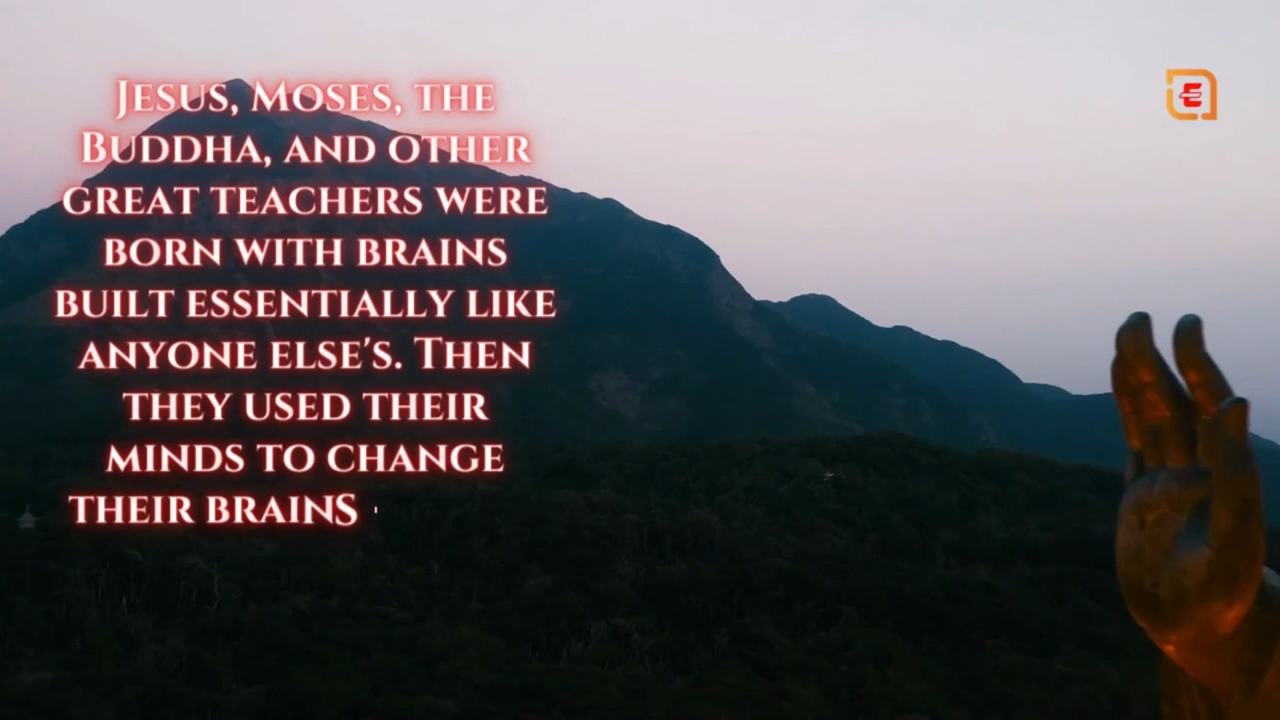 Jesus, Moses, the
Buddha, and other
great teachers were
born with brains
built essentially like
anyone else's. Then
they used their
minds to change
their brains
E